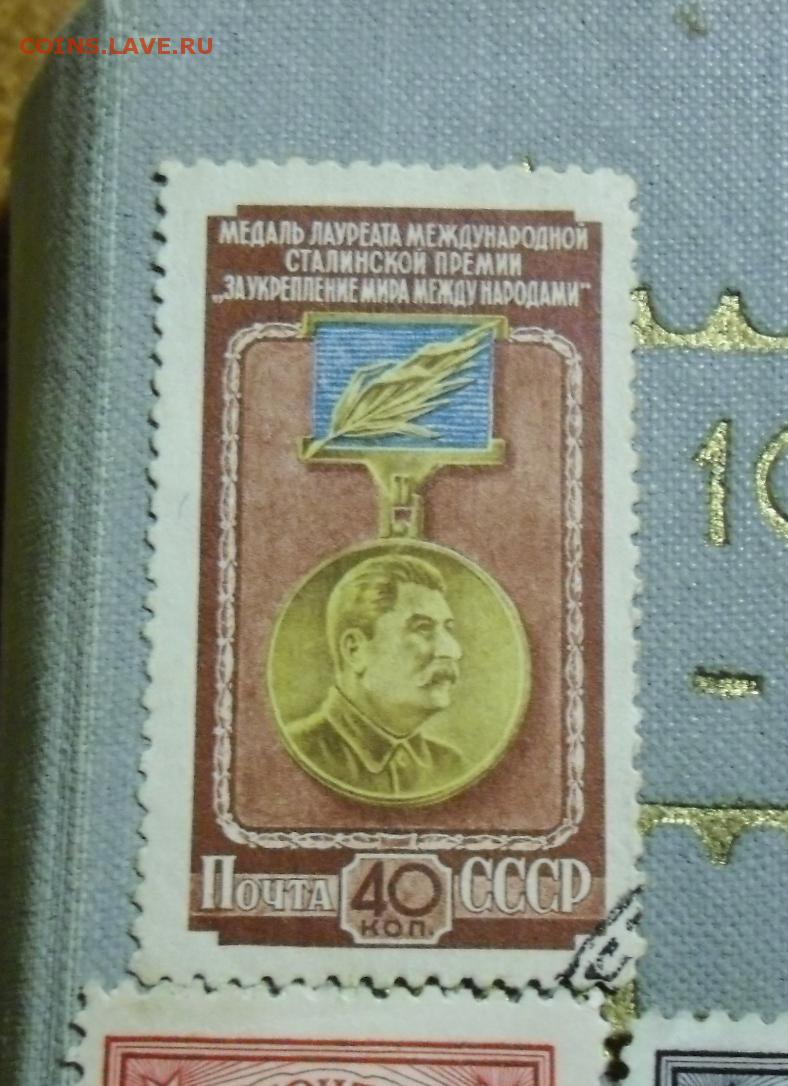 COINS.LAVE.RU
МЕДАЛЬ ЛАУРЕАТА МЕЖДУНАРОДНОЙ
СТАЛИНСКОЙ ПРЕМИИ
„ЗА УКРЕПЛЕНИЕ МИРА МЕЖДУ НАРОДАМИ"
ПОЧТА 40 КОП. СССР